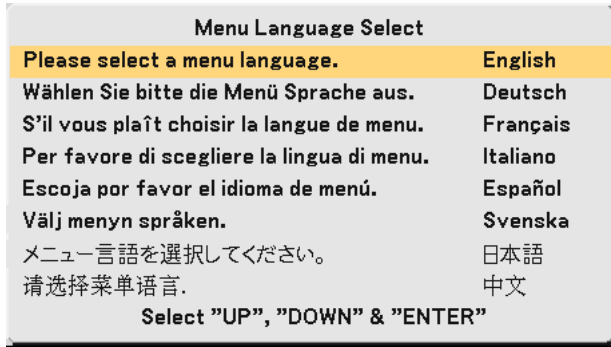 Menu Language Select
Please select a menu language. English
Wählen Sie bitte die Menü Sprache aus. Deutsch
S'il vous plaît choisir la langue de menu. Français
Per favore di scegliere la lingua di menu. Italiano
Escoja por favor el idioma de menú. Español
Välj menyn språken. Svenska
メニュー言語を選択してください。 日本語
请选择菜单语言. 中文
Select ”UP”, ”DOWN” & ”ENTER”